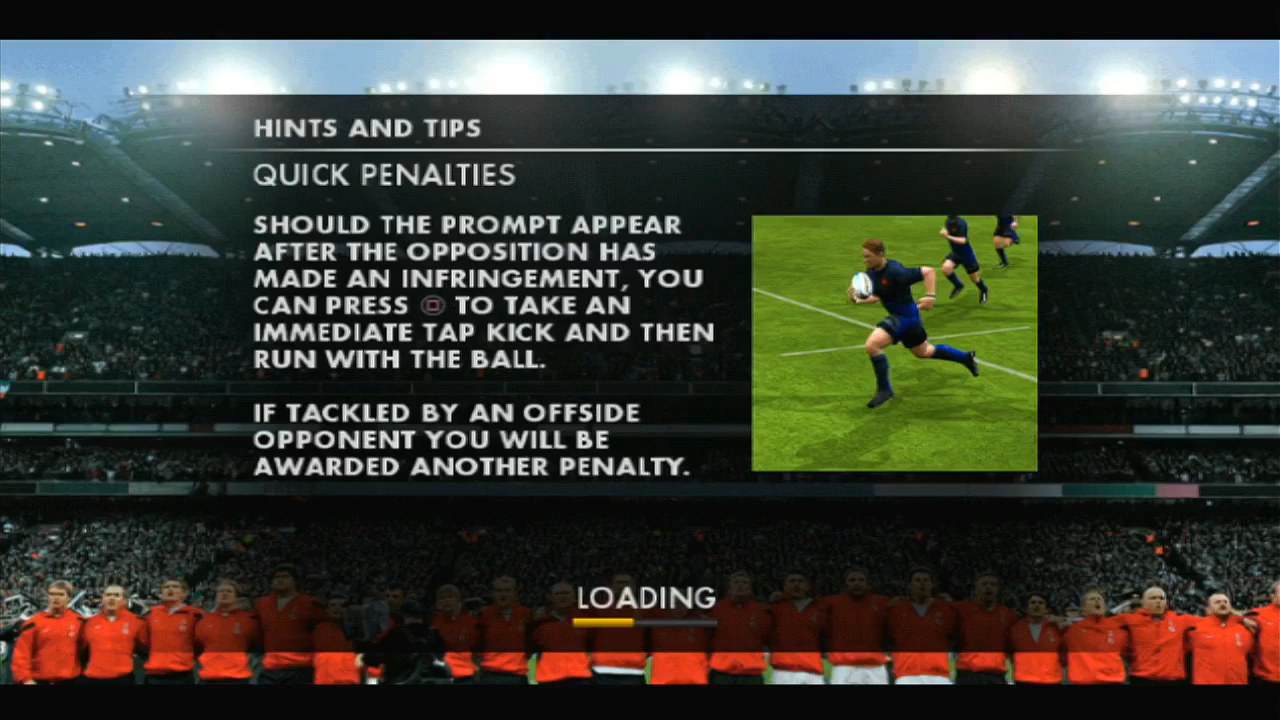 HINTS AND TIPS
QUICK PENALTIES
SHOULD THE PROMPT APPEAR
AFTER THE OPPOSITION HAS
MADE AN INFRINGEMENT, YOU
CAN PRESS TO TAKE AN
IMMEDIATE TAP KICK AND THEN
RUN WITH THE BALL.
IF TACKLED BY AN OFFSIDE
OPPONENT YOU WILL BE
AWARDED ANOTHER PENALTY.
LOADING